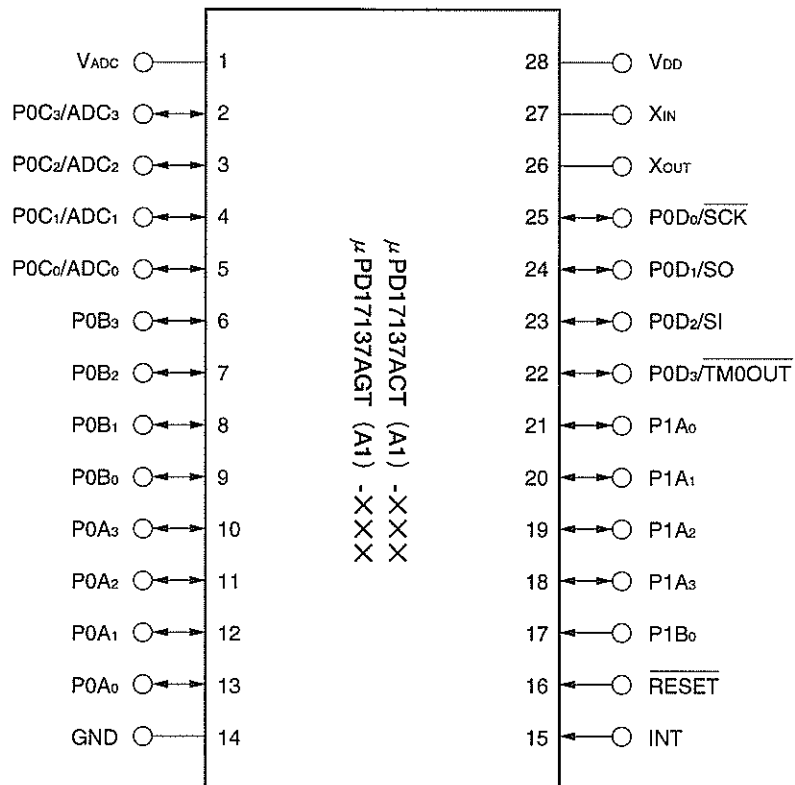 VADC 1 28 VDD
P0C3/ADC3 2 27 XIN
P0C2/ADC2 3 26 XOUT
P0C1/ADC1 4 25 P0D0/SCK
P0C0/ADC0 5 24 P0D1/SO
P0B3 6 23 P0D2/SI
P0B2 7 22 P0D3/TM0OUT
P0B1 8 21 P1A0
P0B0 9 20 P1A1
P0A3 10 19 P1A2
P0A2 11 18 P1A3
P0A1 12 17 P1B0
P0A0 13 16 RESET
GND 14 15 INT
μPD17137ACT (A1) -XXX
μPD17137AGT (A1) -XXX